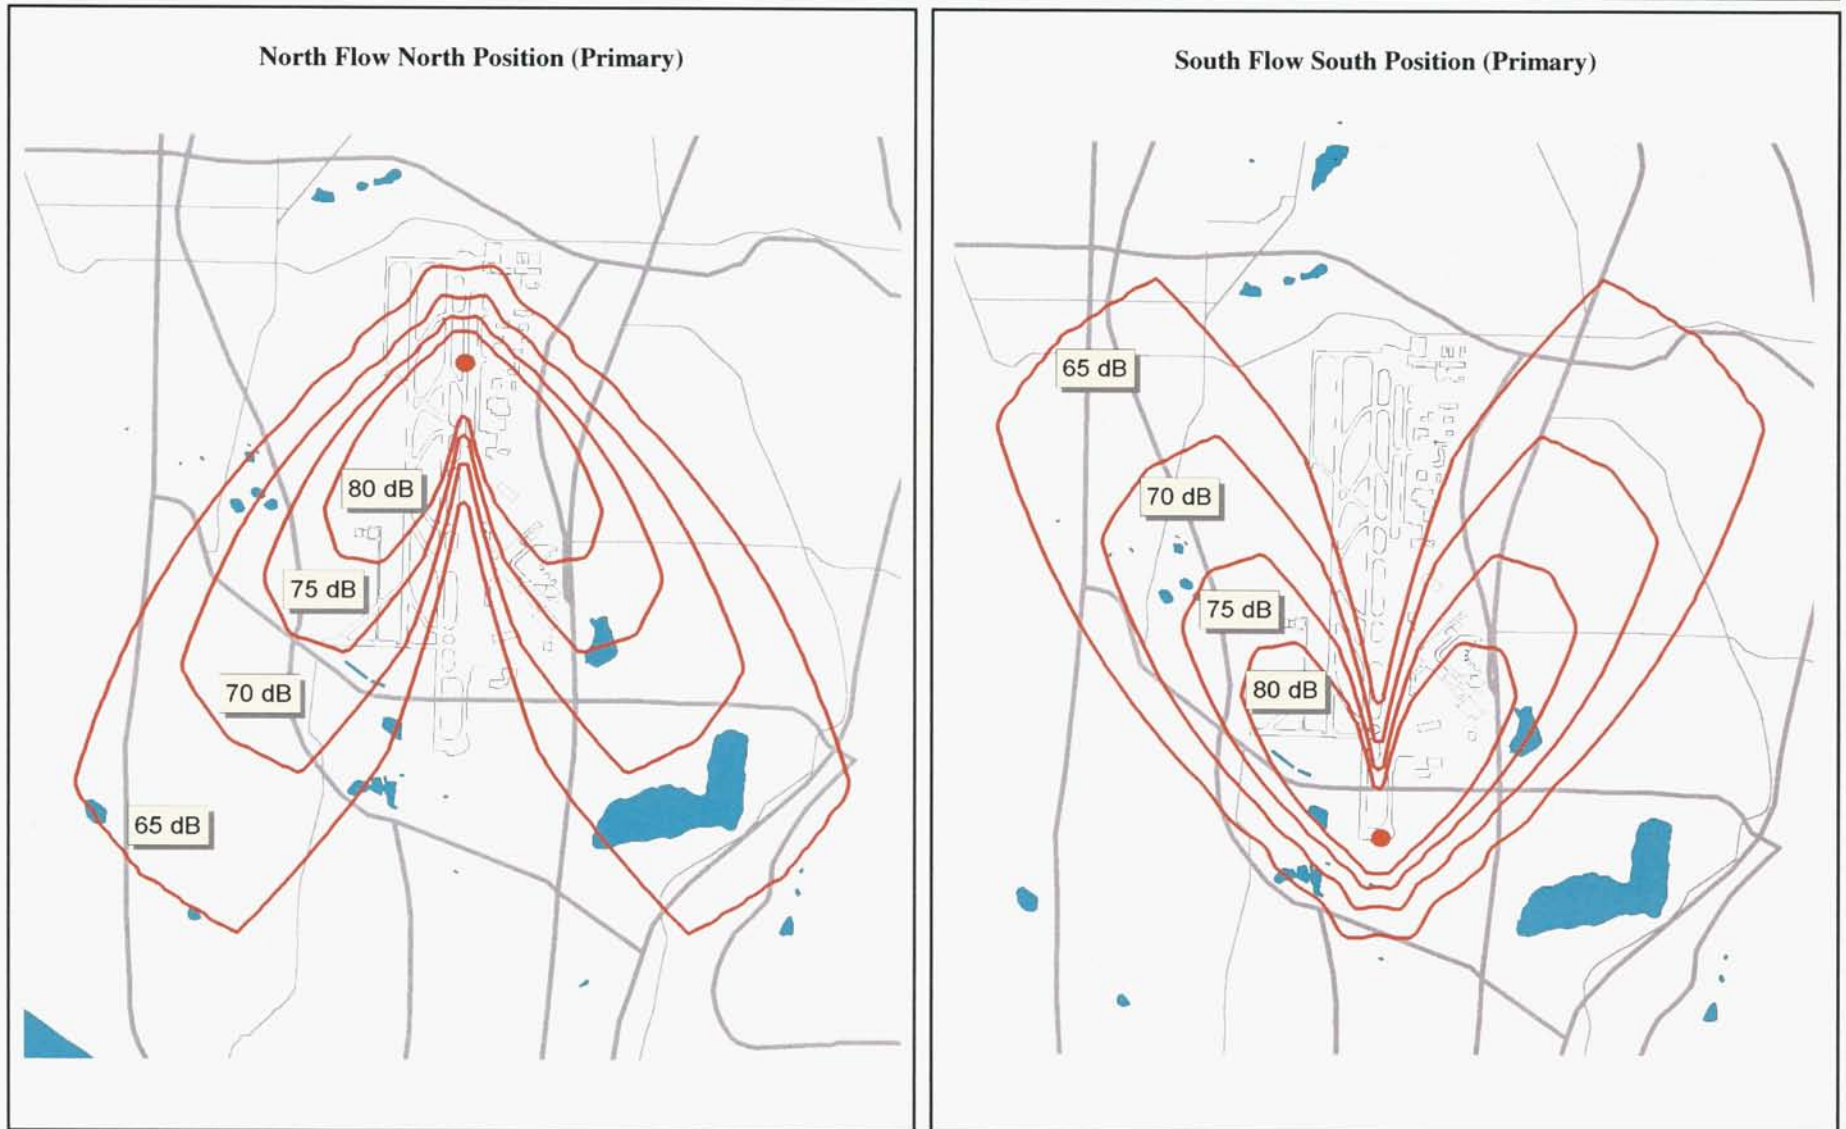 North Flow North Position (Primary)
80 dB
75 dB
70 dB
65 dB
South Flow South Position (Primary)
65 dB
70 dB
75 dB
80 dB